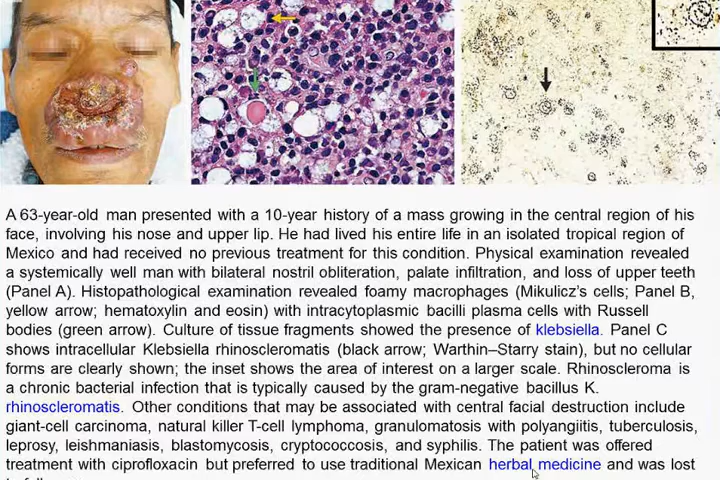 A 63-year-old man presented with a 10-year history of a mass growing in the central region of his
face, involving his nose and upper lip. He had lived his entire life in an isolated tropical region of
Mexico and had received no previous treatment for this condition. Physical examination revealed
a systemically well man with bilateral nostril obliteration, palate infiltration, and loss of upper teeth
(Panel A). Histopathological examination revealed foamy macrophages (Mikulicz's cells; Panel B,
yellow arrow; hematoxylin and eosin) with intracytoplasmic bacilli plasma cells with Russell
bodies (green arrow). Culture of tissue fragments showed the presence of klebsiella. Panel C
shows intracellular Klebsiella rhinoscleromatis (black arrow; Warthin–Starry stain), but no cellular
forms are clearly shown; the inset shows the area of interest on a larger scale. Rhinoscleroma is
a chronic bacterial infection that is typically caused by the gram-negative bacillus K.
rhinoscleromatis. Other conditions that may be associated with central facial destruction include
giant-cell carcinoma, natural killer T-cell lymphoma, granulomatosis with polyangiitis, tuberculosis,
leprosy, leishmaniasis, blastomycosis, cryptococcosis, and syphilis. The patient was offered
treatment with ciprofloxacin but preferred to use traditional Mexican herbal medicine and was lost